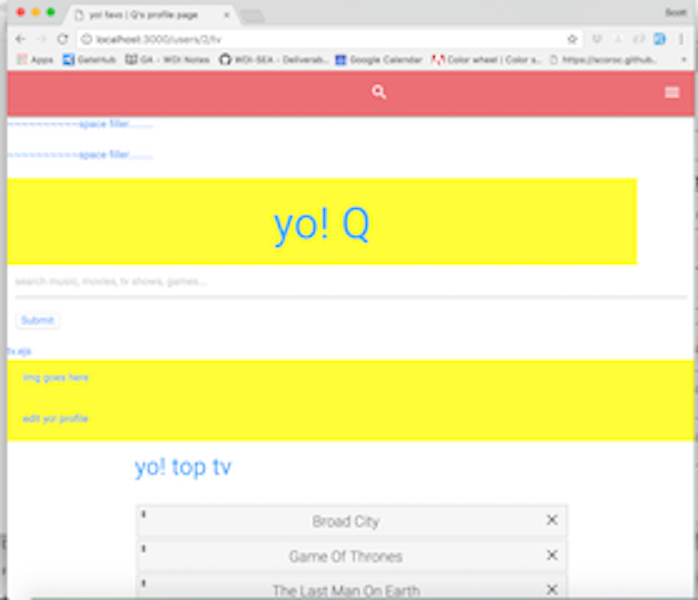 yo! favs | Q's profile page
Scott
localhost:3000/users/2/tv
Apps GateHub GA - WDI Notes WDI-SEA - Deliverab... Google Calendar Color wheel | Color s... https://scorsc.github...
~~~~~~~~~~space filler........
~~~~~~~~~~space filler........
yo! Q
search music, movies, tv shows, games...
Submit
tv.ejs
img goes here
edit yo! profile
yo! top tv
Broad City
Game Of Thrones
The Last Man On Earth